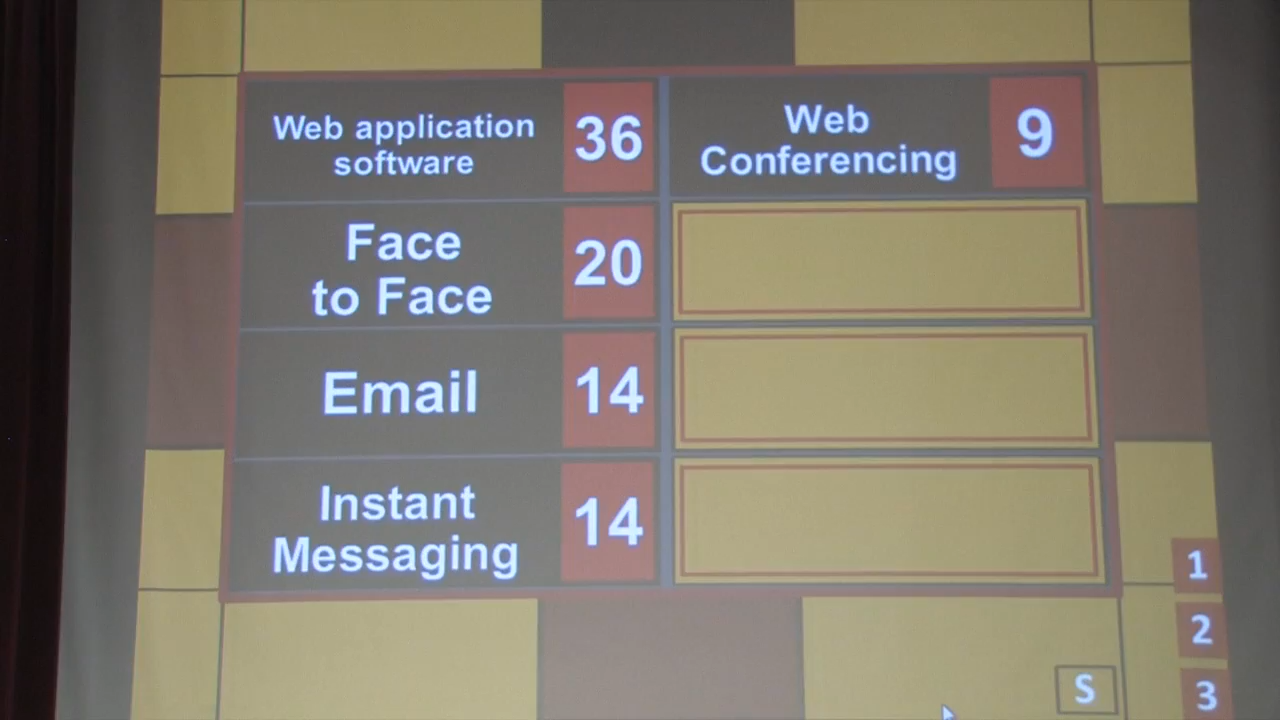 Web application
software
36
Web
Conferencing
9
Face
to Face
20
Email
14
Instant
Messaging
14
1
2
S
3